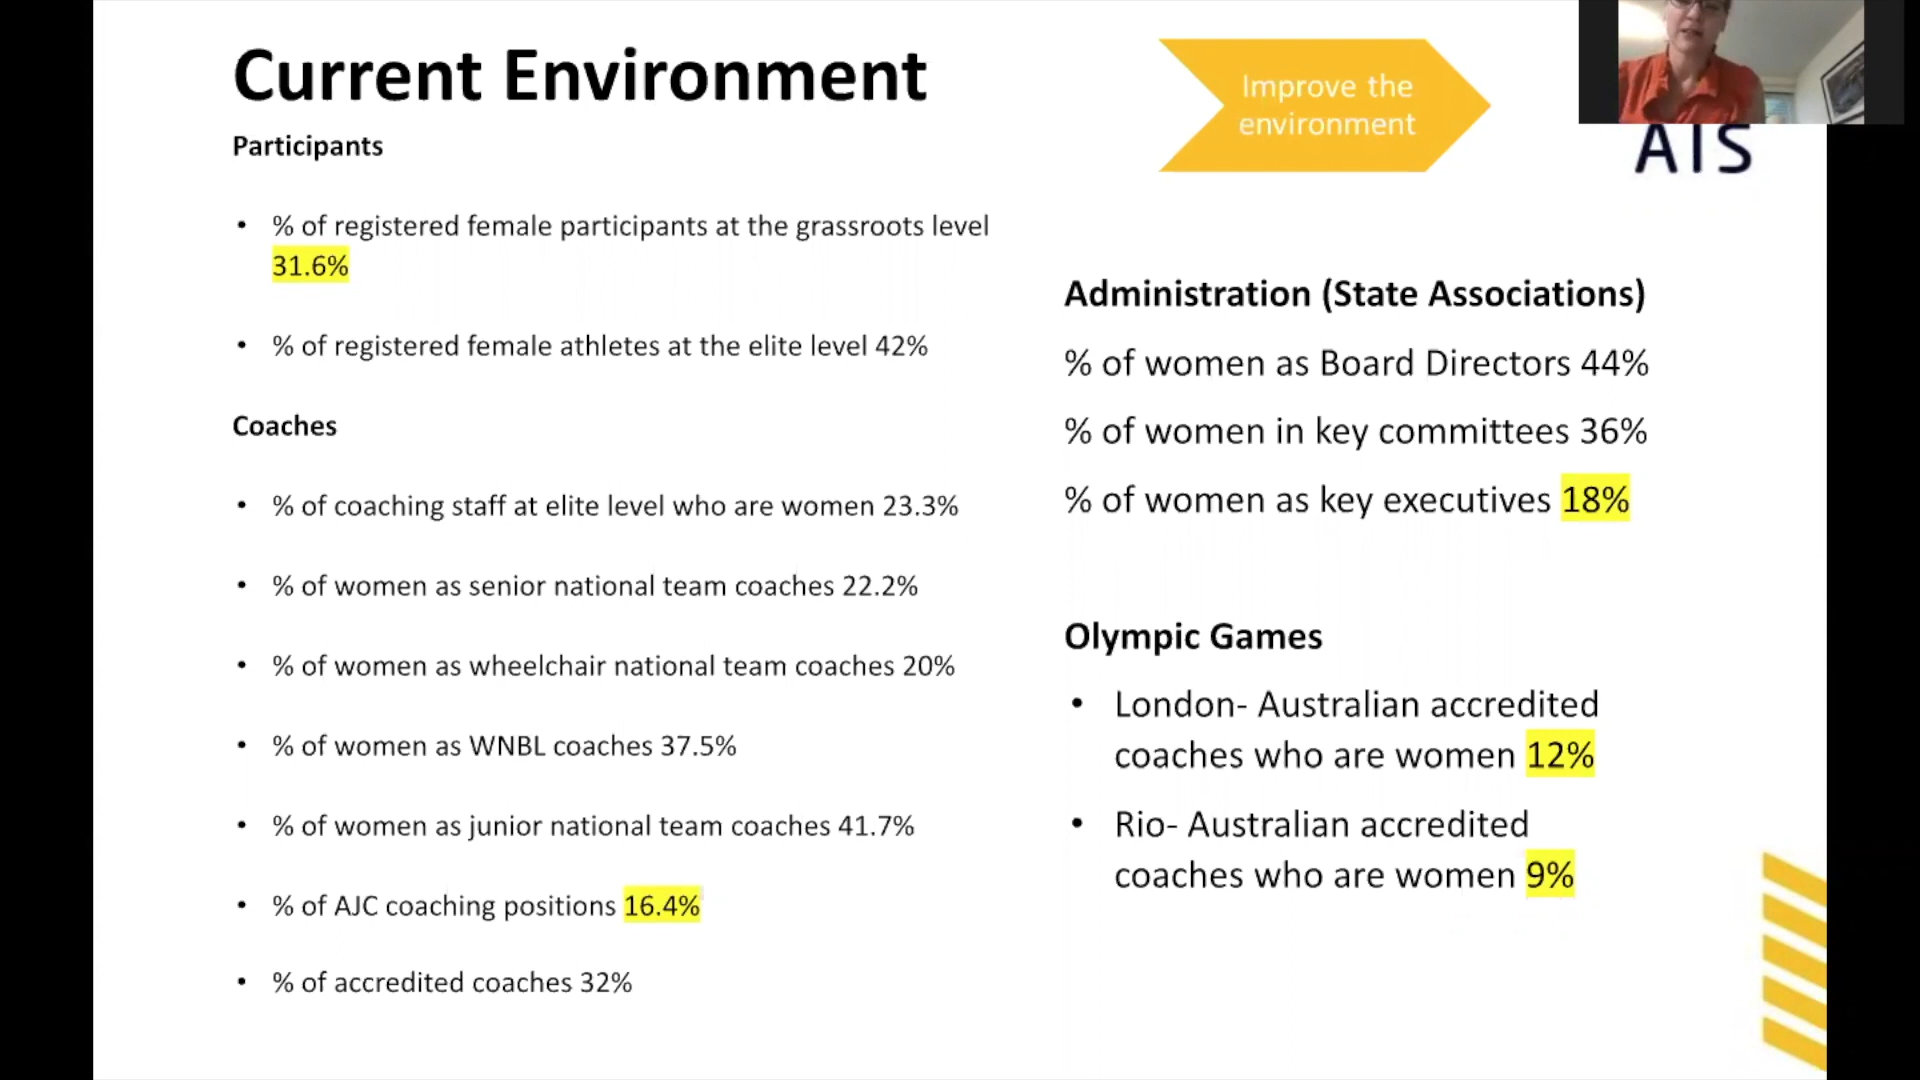 Current Environment
Improve the
environment
AIS
Participants
• % of registered female participants at the grassroots level
31.6%
• % of registered female athletes at the elite level 42%
Coaches
• % of coaching staff at elite level who are women 23.3%
• % of women as senior national team coaches 22.2%
• % of women as wheelchair national team coaches 20%
• % of women as WNBL coaches 37.5%
• % of women as junior national team coaches 41.7%
• % of AJC coaching positions 16.4%
• % of accredited coaches 32%
Administration (State Associations)
% of women as Board Directors 44%
% of women in key committees 36%
% of women as key executives 18%
Olympic Games
• London- Australian accredited
coaches who are women 12%
• Rio- Australian accredited
coaches who are women 9%